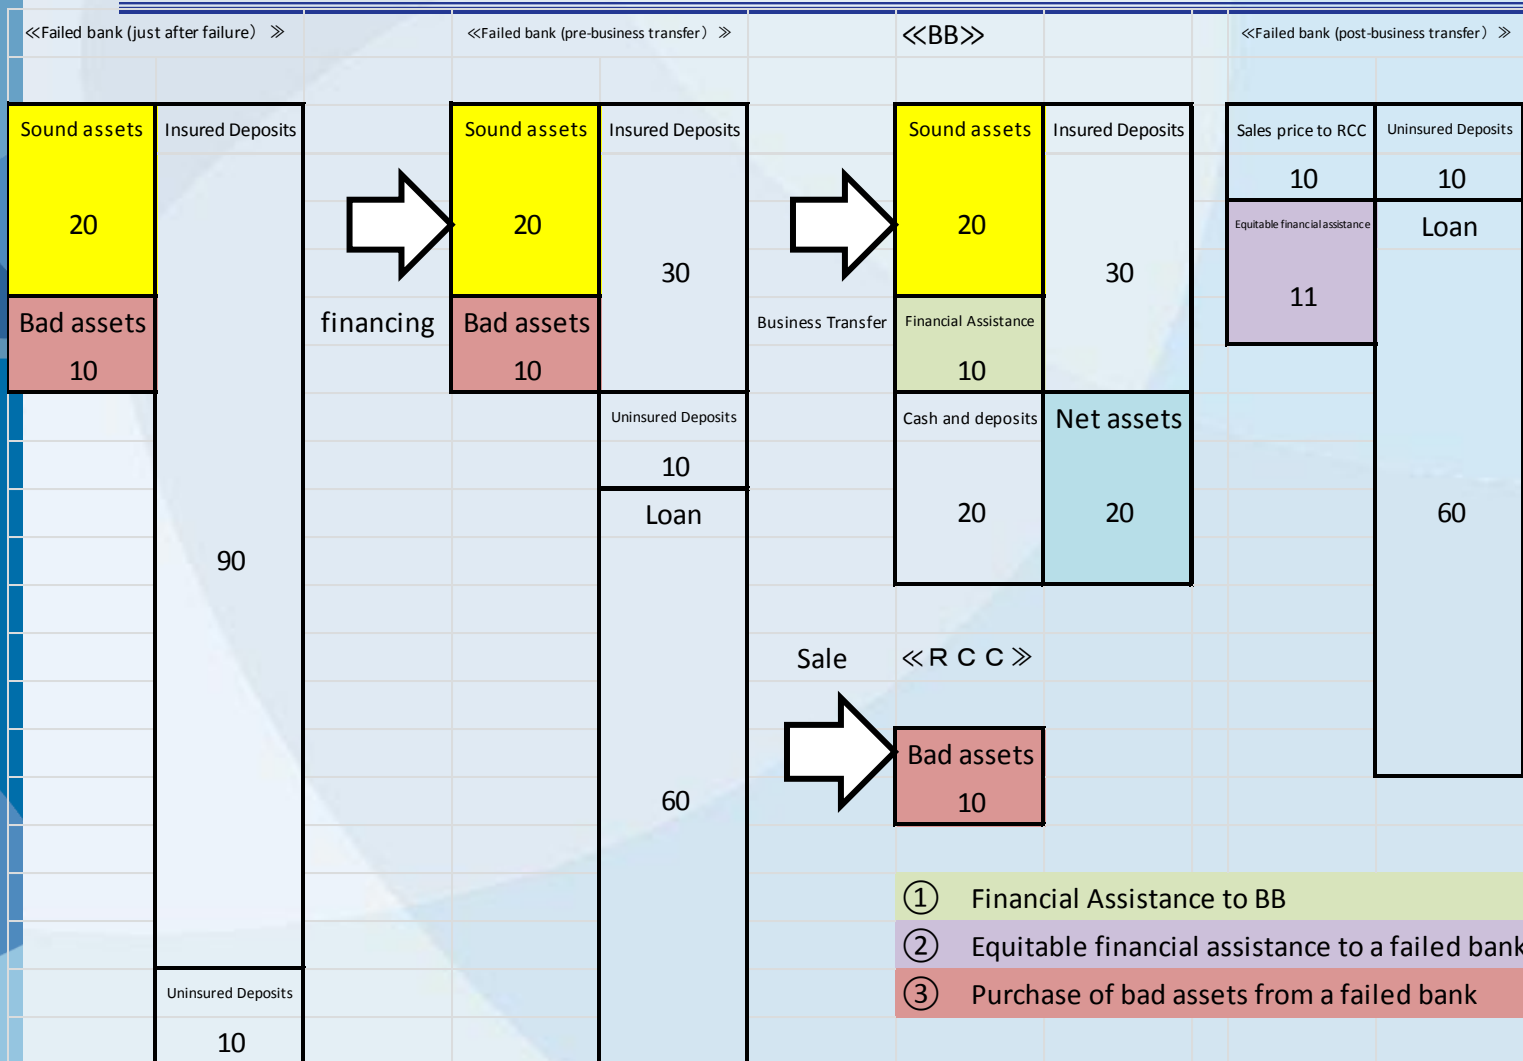 ≪Failed bank (just after failure） ≫
≪Failed bank (pre-business transfer） ≫
≪BB≫
≪Failed bank (post-business transfer） ≫
Sound assets
20
Bad assets
10
Insured Deposits
90
Uninsured Deposits
10
financing
Sound assets
20
Bad assets
10
Insured Deposits
30
Uninsured Deposits
10
Loan
60
Business Transfer
Sound assets
20
Financial Assistance
10
Cash and deposits
20
Insured Deposits
30
Net assets
20
Sales price to RCC
10
Equitable financial assistance
11
Uninsured Deposits
10
Loan
60
Sale
≪ＲＣＣ≫
Bad assets
10
① Financial Assistance to BB
② Equitable financial assistance to a failed bank
③ Purchase of bad assets from a failed bank